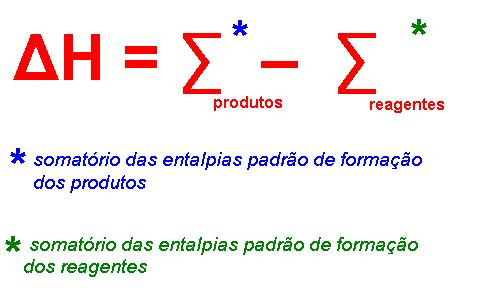 ΔH = ∑* – ∑*
produtos reagentes
* somatório das entalpias padrão de formação
dos produtos
* somatório das entalpias padrão de formação
dos reagentes